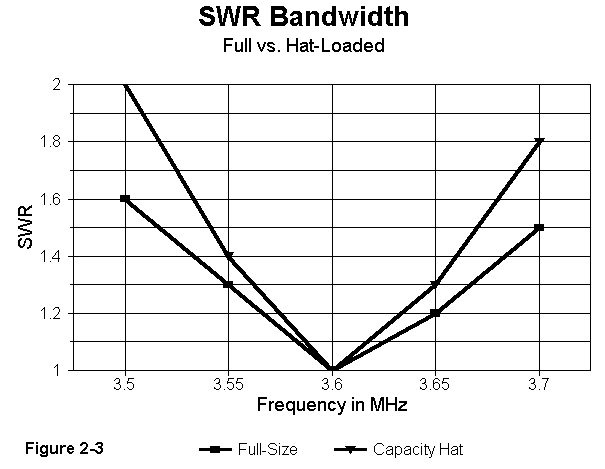 SWR Bandwidth
Full vs. Hat-Loaded
2
1.8
1.6
1.4
1.2
1
SWR
3.5 3.55 3.6 3.65 3.7
Frequency in MHz
Figure 2-3
Full-Size Capacity Hat